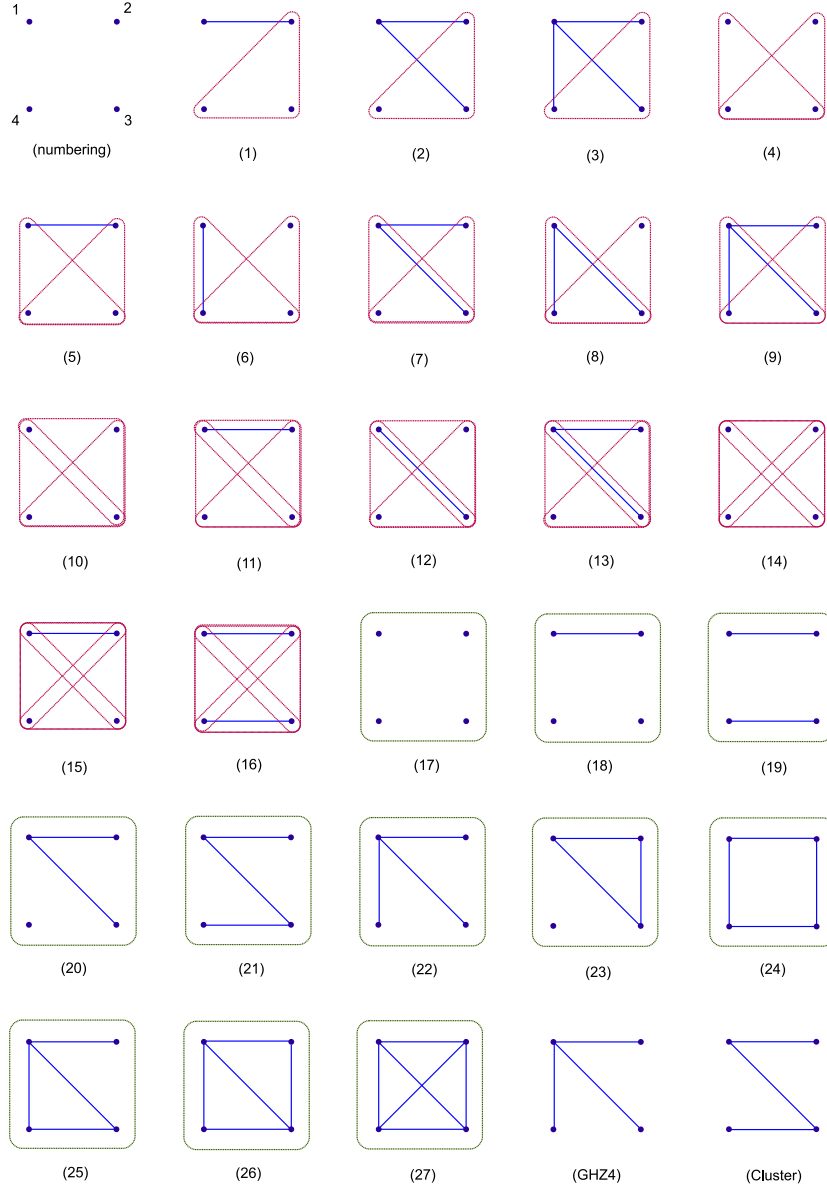 1 2
4 3
(numbering) (1) (2) (3) (4)
(5) (6) (7) (8) (9)
(10) (11) (12) (13) (14)
(15) (16) (17) (18) (19)
(20) (21) (22) (23) (24)
(25) (26) (27) (GHZ4) (Cluster)